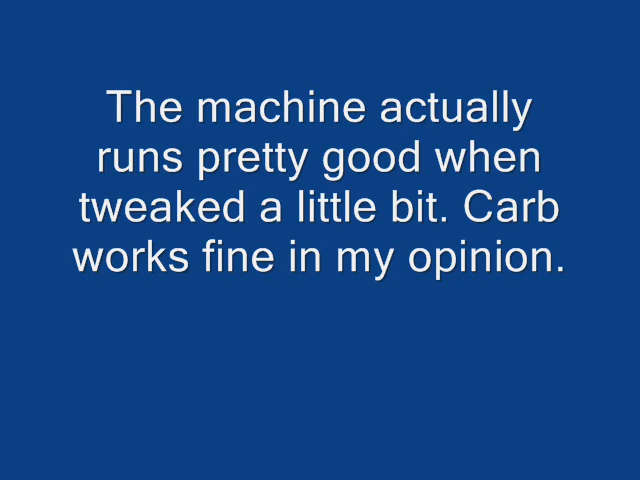 The machine actually
runs pretty good when
tweaked a little bit. Carb
works fine in my opinion.